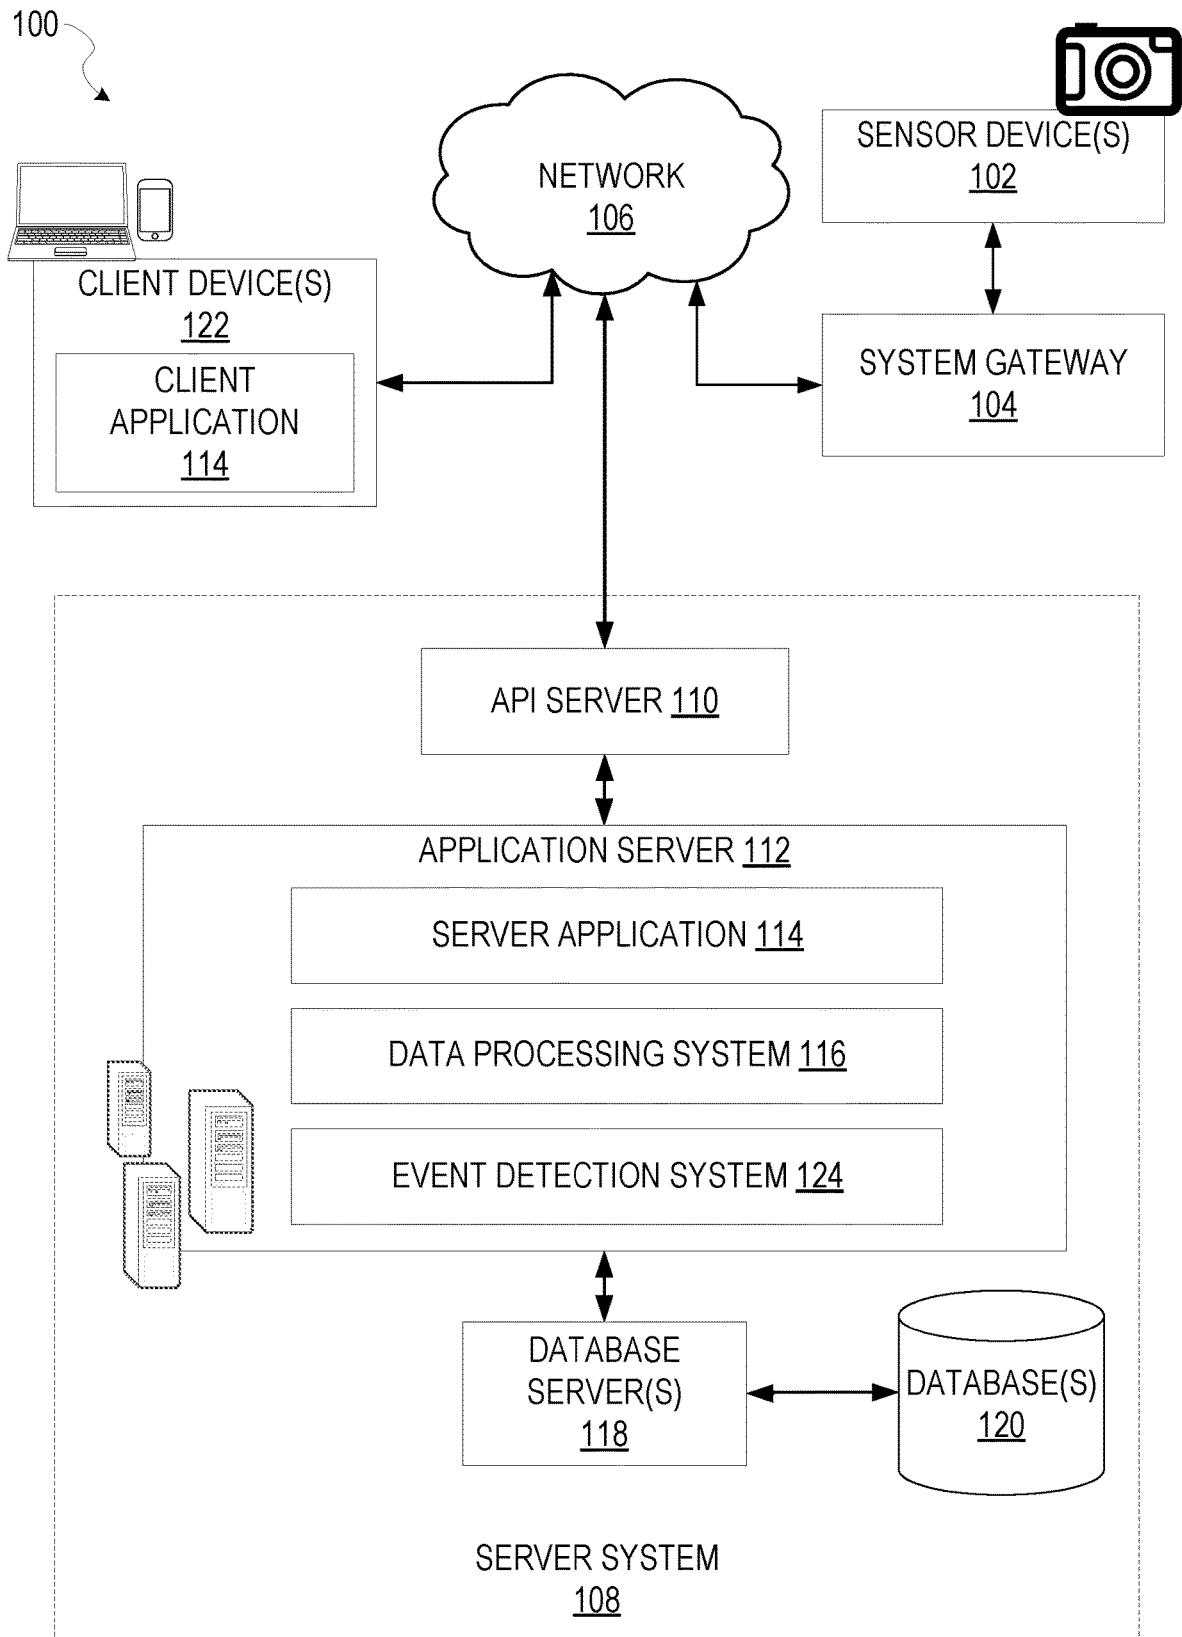 100
NETWORK
106
SENSOR DEVICE(S)
102
CLIENT DEVICE(S)
122
CLIENT
APPLICATION
114
SYSTEM GATEWAY
104
API SERVER 110
APPLICATION SERVER 112
SERVER APPLICATION 114
DATA PROCESSING SYSTEM 116
EVENT DETECTION SYSTEM 124
DATABASE
SERVER(S)
118
DATABASE(S)
120
SERVER SYSTEM
108